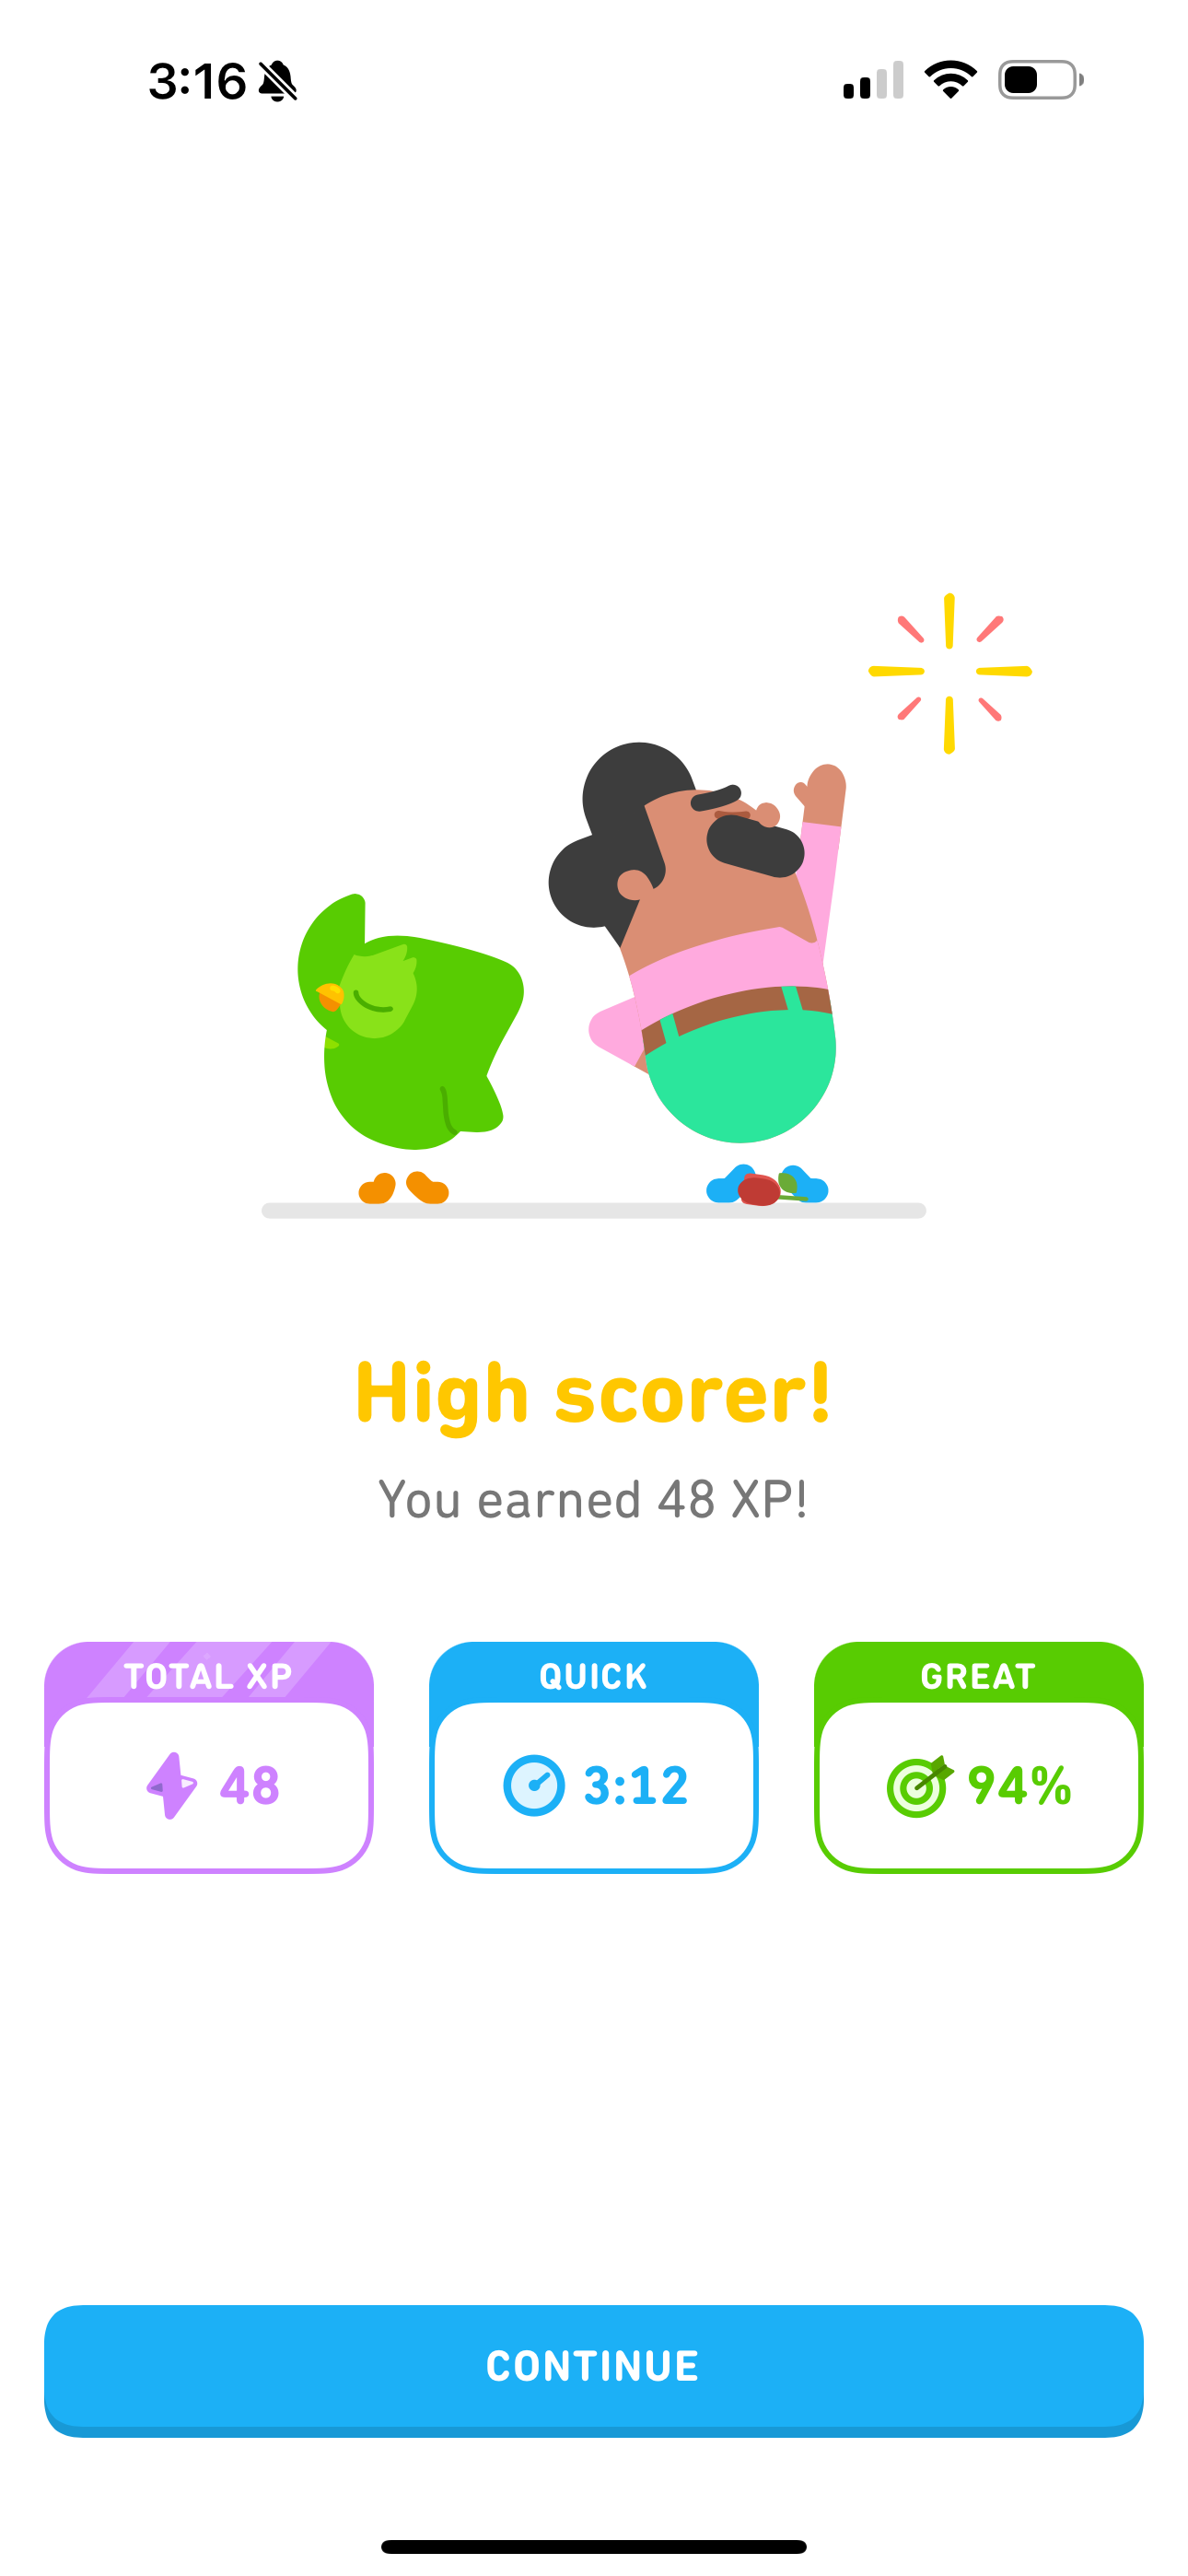 3:16
High scorer!
You earned 48 XP!
TOTAL XP
QUICK
GREAT
48
3:12
94%
CONTINUE